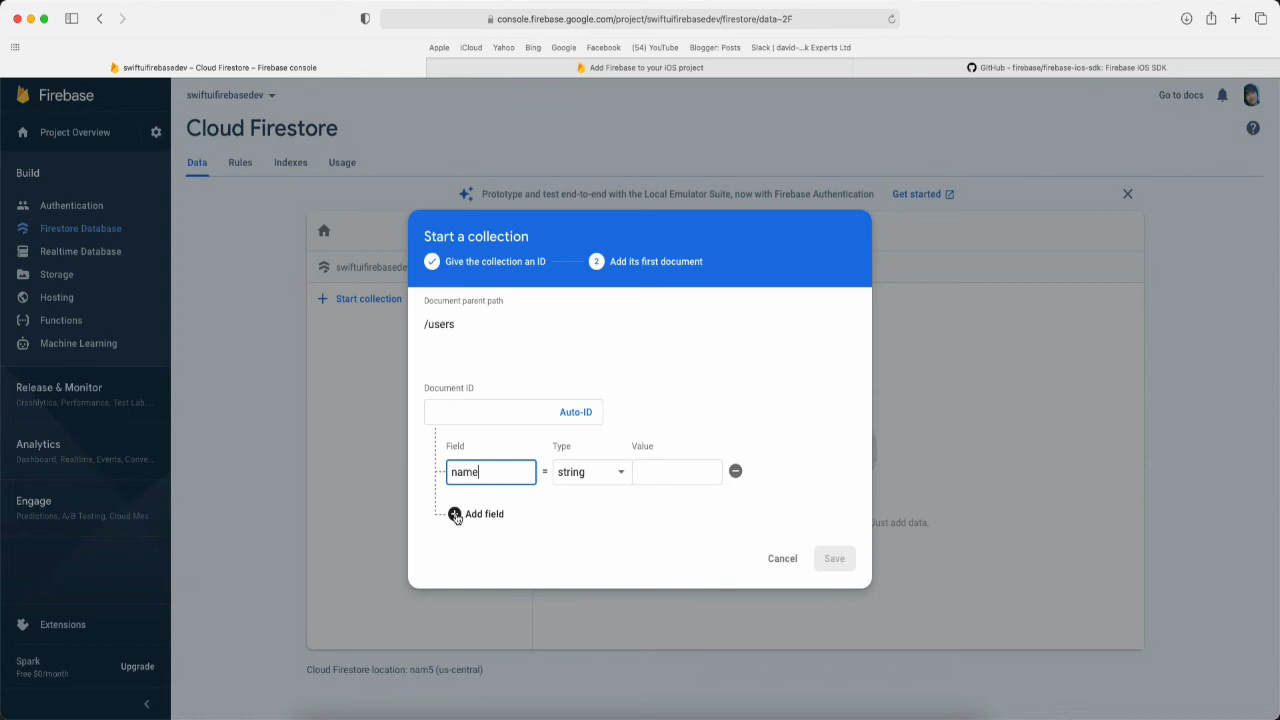 console.firebase.google.com/project/swiftuifirebasedev/firestore/data~2F
Apple iCloud Yahoo Bing Google Facebook (54) YouTube Blogger: Posts Slack | david-...k Experts Ltd
swiftuifirebasedev – Cloud Firestore – Firebase console
Add Firebase to your iOS project
GitHub - firebase/firebase-ios-sdk: Firebase iOS SDK
Firebase
swiftuifirebasedev
Go to docs
Project Overview
Cloud Firestore
Data Rules Indexes Usage
Build
Prototype and test end-to-end with the Local Emulator Suite, now with Firebase Authentication Get started
Authentication
Firestore Database
Realtime Database
Storage
Hosting
Functions
Machine Learning
Release & Monitor
Crashlytics, Performance, Test Lab, ...
Analytics
Dashboard, Realtime, Events, Conve...
Engage
Predictions, A/B Testing, Cloud Mes...
Extensions
Spark
Free $0/month
Upgrade
swiftuifirebasede
+ Start collection
Start a collection
Give the collection an ID
2 Add its first document
Document parent path
/users
Document ID
Auto-ID
Field Type Value
name = string
Add field
Cancel Save
Just add data.
Cloud Firestore location: nam5 (us-central)